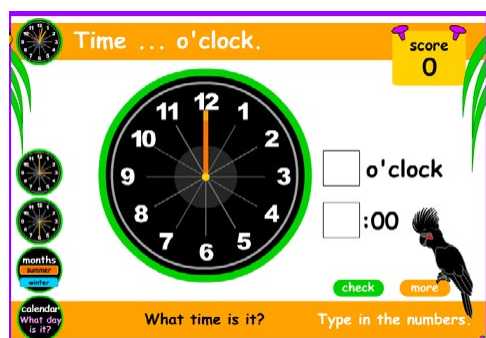 Time ... o'clock.
score
0
12
1
2
3
4
5
6
7
8
9
10
11
o'clock
:00
months
summer
winter
check
more
calendar
What day
is it?
What time is it?
Type in the numbers.